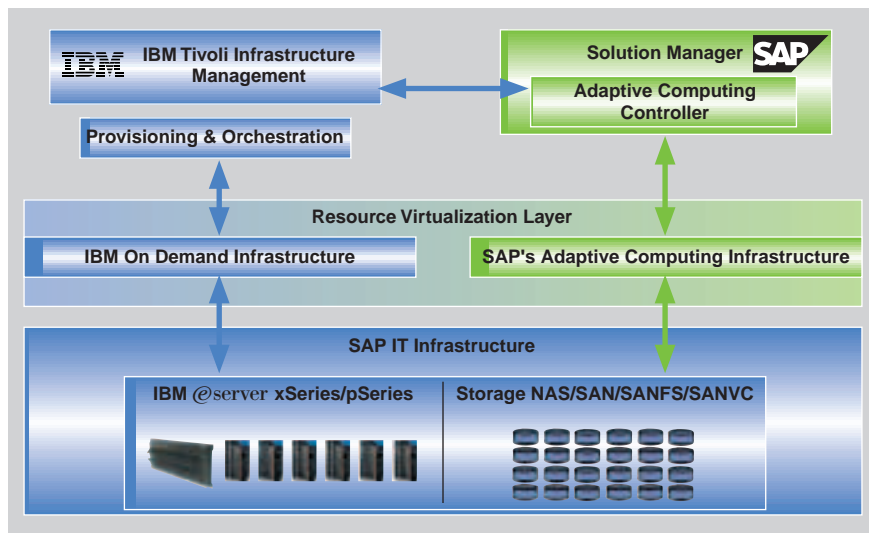 IBM
IBM Tivoli Infrastructure
Management
Solution Manager
SAP
Adaptive Computing
Controller
Provisioning & Orchestration
Resource Virtualization Layer
IBM On Demand Infrastructure
SAP's Adaptive Computing Infrastructure
SAP IT Infrastructure
IBM @server xSeries/pSeries
Storage NAS/SAN/SANFS/SANVC